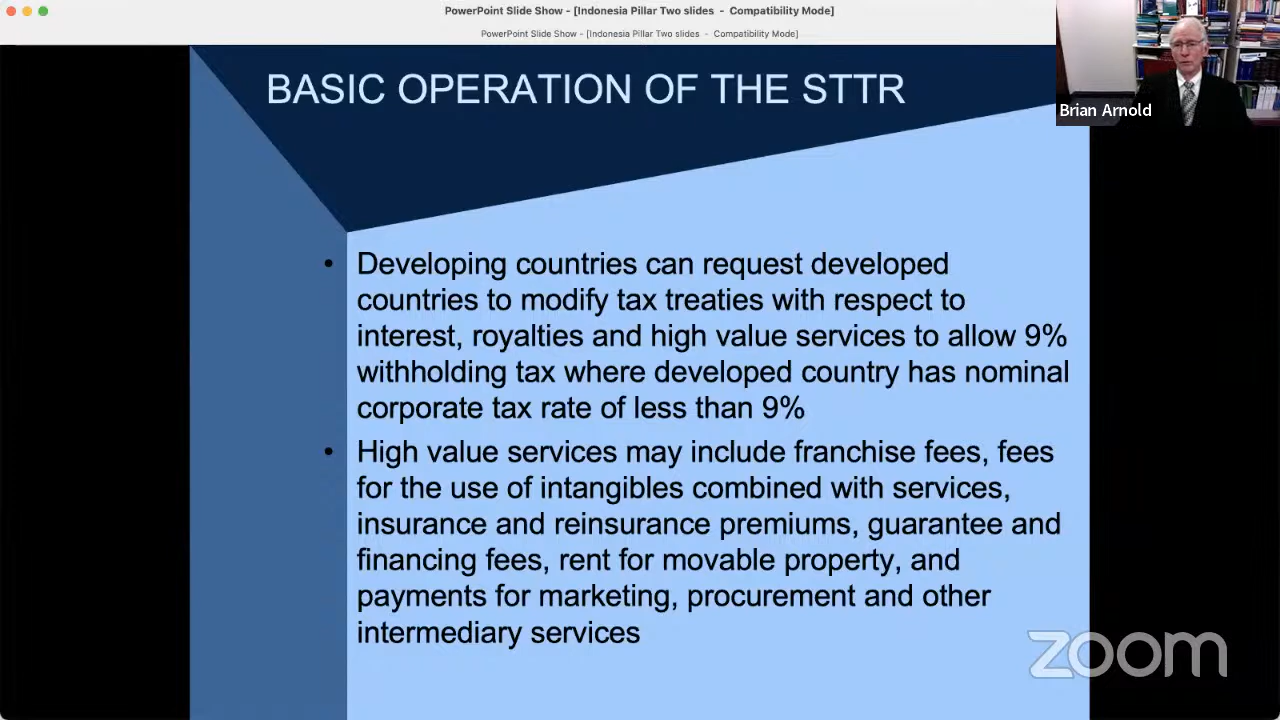 PowerPoint Slide Show - [Indonesia Pillar Two slides - Compatibility Mode]
PowerPoint Slide Show - [Indonesia Pillar Two slides - Compatibility Mode]
Brian Arnold
BASIC OPERATION OF THE STTR
• Developing countries can request developed
countries to modify tax treaties with respect to
interest, royalties and high value services to allow 9%
withholding tax where developed country has nominal
corporate tax rate of less than 9%
• High value services may include franchise fees, fees
for the use of intangibles combined with services,
insurance and reinsurance premiums, guarantee and
financing fees, rent for movable property, and
payments for marketing, procurement and other
intermediary services
zoom